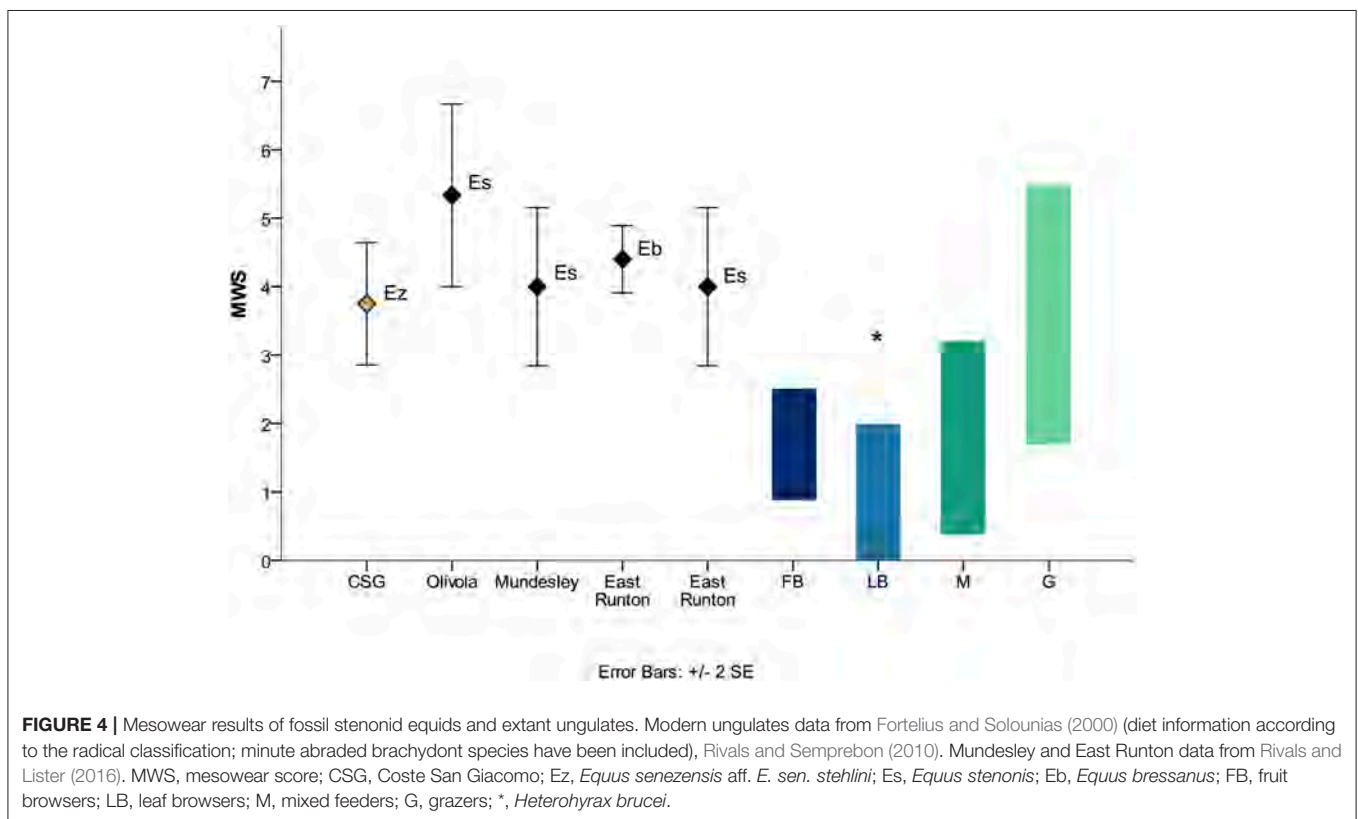 7
6
5
4
3
2
1
0
MWS
Ez
Es
Es
Eb
Es
*
CSG Olivola Mundesley East Runton East Runton FB LB M G
Error Bars: +/- 2 SE
FIGURE 4 | Mesowear results of fossil stenonid equids and extant ungulates. Modern ungulates data from Fortelius and Solounias (2000) (diet information according
to the radical classification; minute abraded brachydont species have been included), Rivals and Semprebon (2010). Mundesley and East Runton data from Rivals and
Lister (2016). MWS, mesowear score; CSG, Coste San Giacomo; Ez, Equus senezensis aff. E. sen. stehlini; Es, Equus stenonis; Eb, Equus bressanus; FB, fruit
browsers; LB, leaf browsers; M, mixed feeders; G, grazers; *, Heterohyrax brucei.